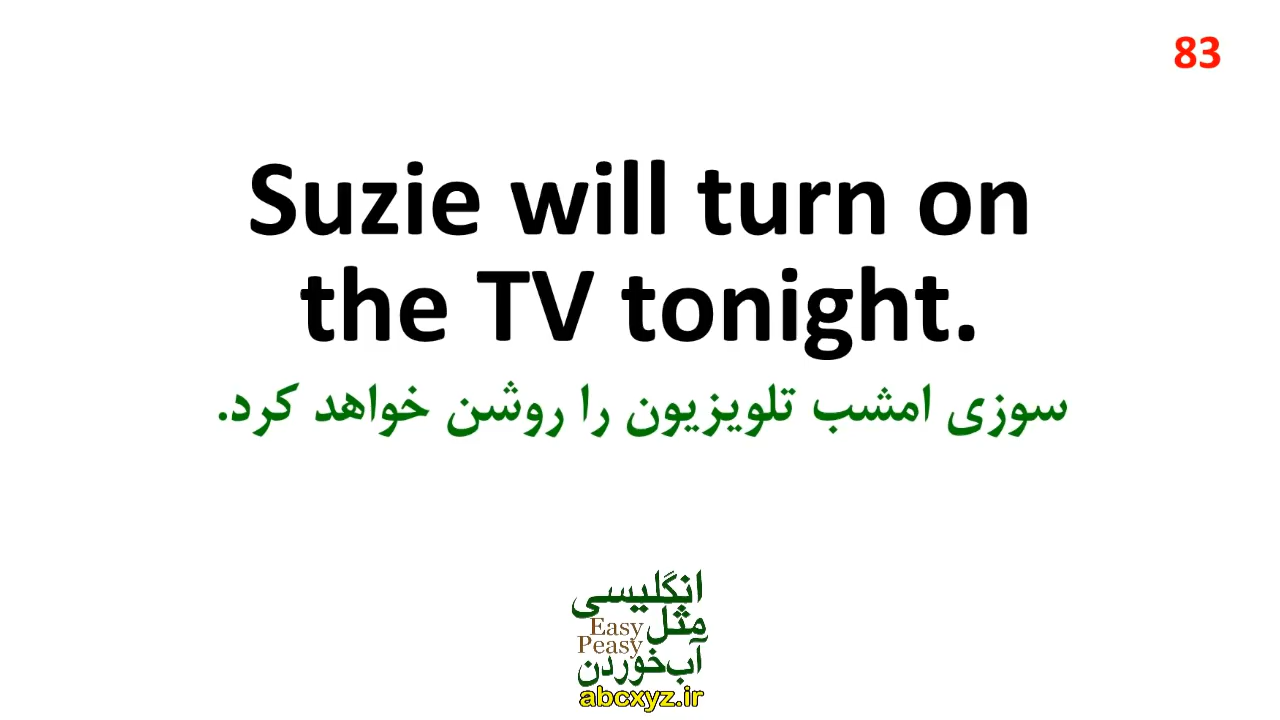 83
Suzie will turn on
the TV tonight.
سوزی امشب تلویزیون را روشن خواهد کرد.
انگلیسی
مثل
Easy
Peasy
آب‌خوردن
abcxyz.ir